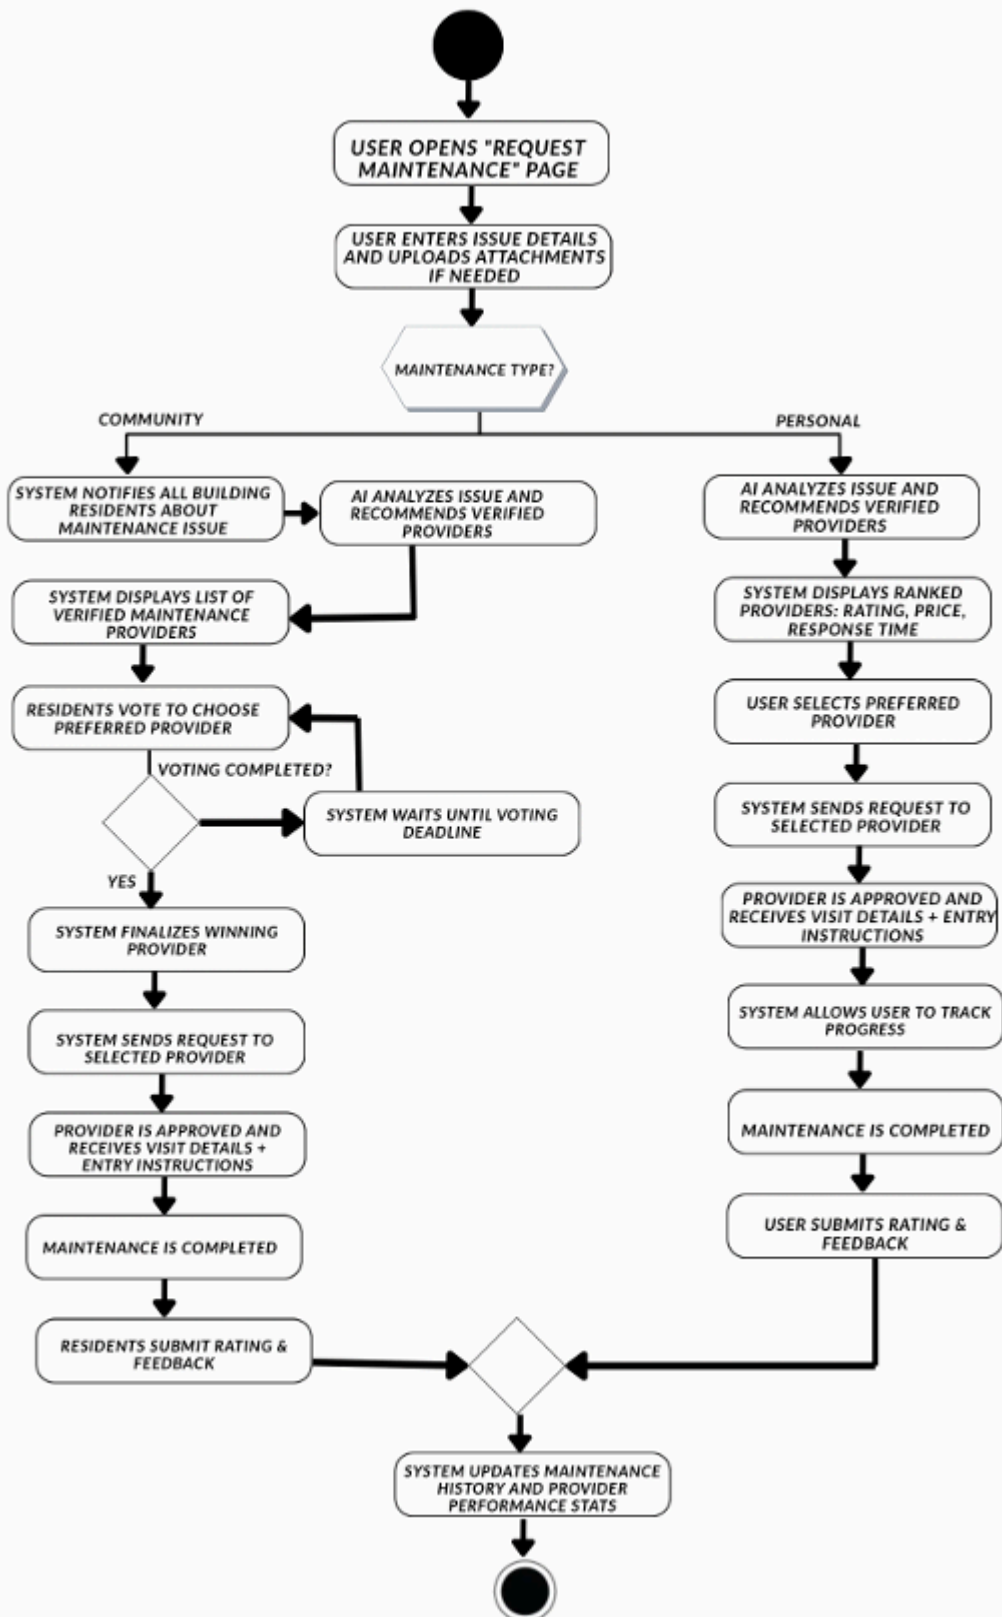 USER OPENS "REQUEST
MAINTENANCE" PAGE
USER ENTERS ISSUE DETAILS
AND UPLOADS ATTACHMENTS
IF NEEDED
MAINTENANCE TYPE?
COMMUNITY
PERSONAL
SYSTEM NOTIFIES ALL BUILDING
RESIDENTS ABOUT
MAINTENANCE ISSUE
AI ANALYZES ISSUE AND
RECOMMENDS VERIFIED
PROVIDERS
SYSTEM DISPLAYS LIST OF
VERIFIED MAINTENANCE
PROVIDERS
RESIDENTS VOTE TO CHOOSE
PREFERRED PROVIDER
VOTING COMPLETED?
SYSTEM WAITS UNTIL VOTING
DEADLINE
YES
SYSTEM FINALIZES WINNING
PROVIDER
SYSTEM SENDS REQUEST TO
SELECTED PROVIDER
PROVIDER IS APPROVED AND
RECEIVES VISIT DETAILS +
ENTRY INSTRUCTIONS
MAINTENANCE IS COMPLETED
RESIDENTS SUBMIT RATING &
FEEDBACK
AI ANALYZES ISSUE AND
RECOMMENDS VERIFIED
PROVIDERS
SYSTEM DISPLAYS RANKED
PROVIDERS: RATING, PRICE,
RESPONSE TIME
USER SELECTS PREFERRED
PROVIDER
SYSTEM SENDS REQUEST TO
SELECTED PROVIDER
PROVIDER IS APPROVED AND
RECEIVES VISIT DETAILS + ENTRY
INSTRUCTIONS
SYSTEM ALLOWS USER TO TRACK
PROGRESS
MAINTENANCE IS COMPLETED
USER SUBMITS RATING &
FEEDBACK
SYSTEM UPDATES MAINTENANCE
HISTORY AND PROVIDER
PERFORMANCE STATS